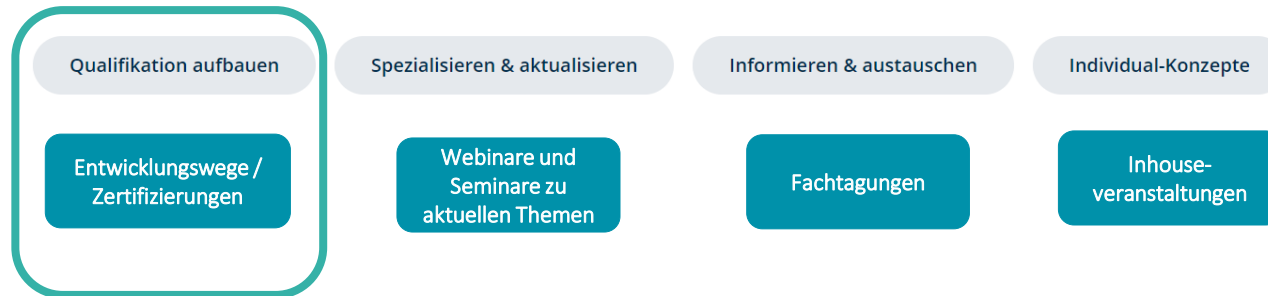 Qualifikation aufbauen
Spezialisieren & aktualisieren
Informieren & austauschen
Individual-Konzepte
Entwicklungswege /
Zertifizierungen
Webinare und
Seminare zu
aktuellen Themen
Fachtagungen
Inhouse-
veranstaltungen